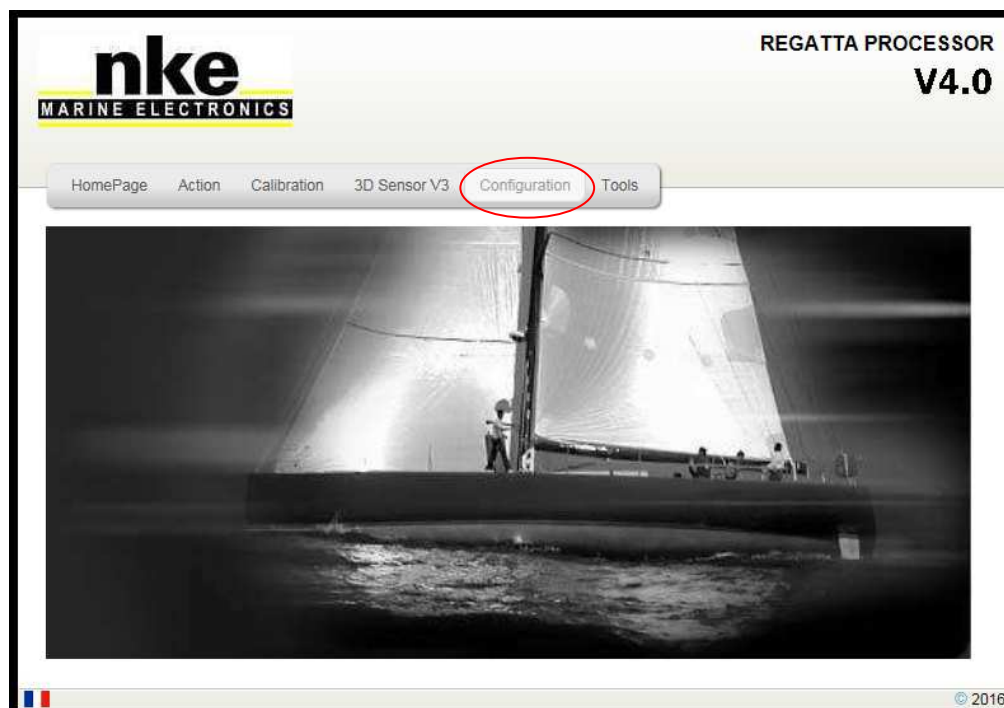 nke
MARINE ELECTRONICS
REGATTA PROCESSOR
V4.0
HomePage Action Calibration 3D Sensor V3 Configuration Tools
© 2016